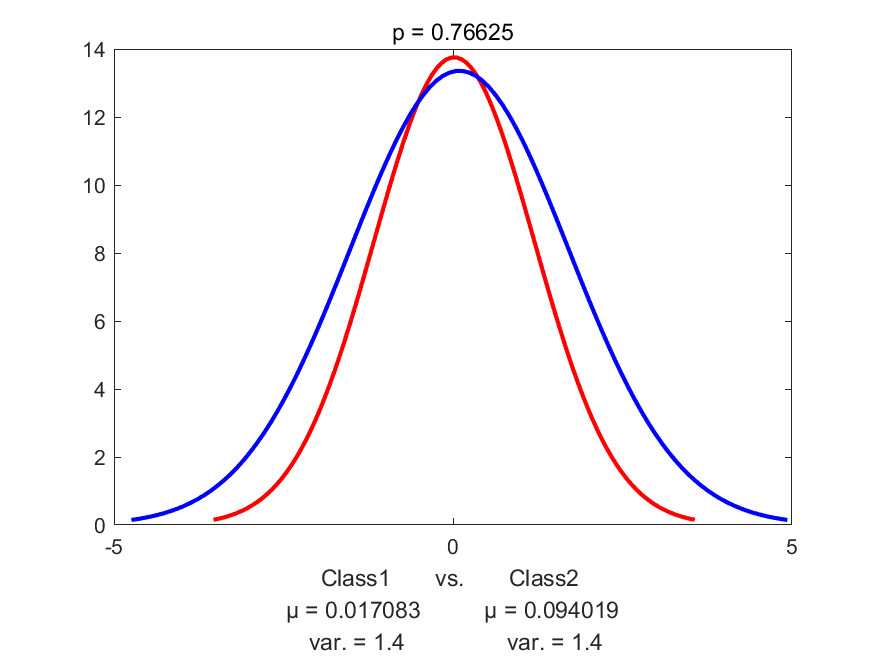 p = 0.76625
14
12
10
8
6
4
2
0
-5 0 5
Class1 vs. Class2
μ = 0.017083 μ = 0.094019
var. = 1.4 var. = 1.4